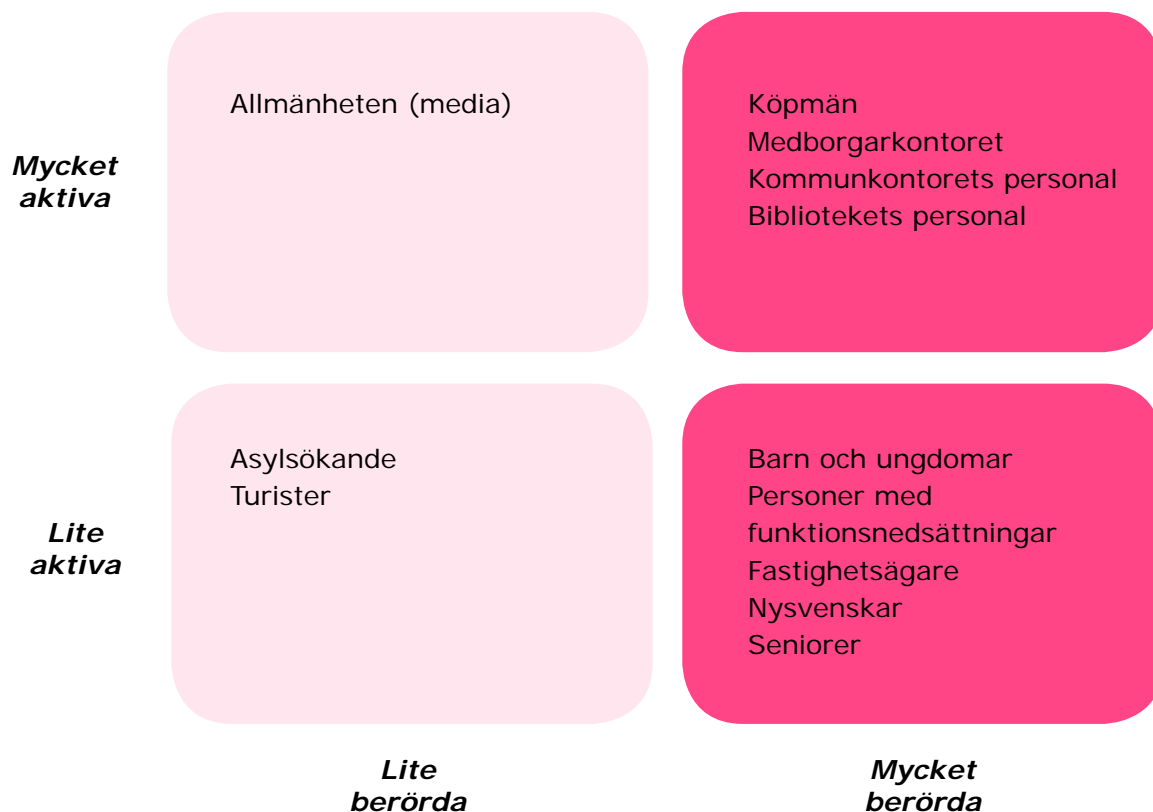 Mycket
aktiva
Allmänheten (media)
Köpmän
Medborgarkontoret
Kommunkontorets personal
Bibliotekets personal
Lite
aktiva
Asylsökande
Turister
Barn och ungdomar
Personer med
funktionsnedsättningar
Fastighetsägare
Nysvenskar
Seniorer
Lite
berörda
Mycket
berörda